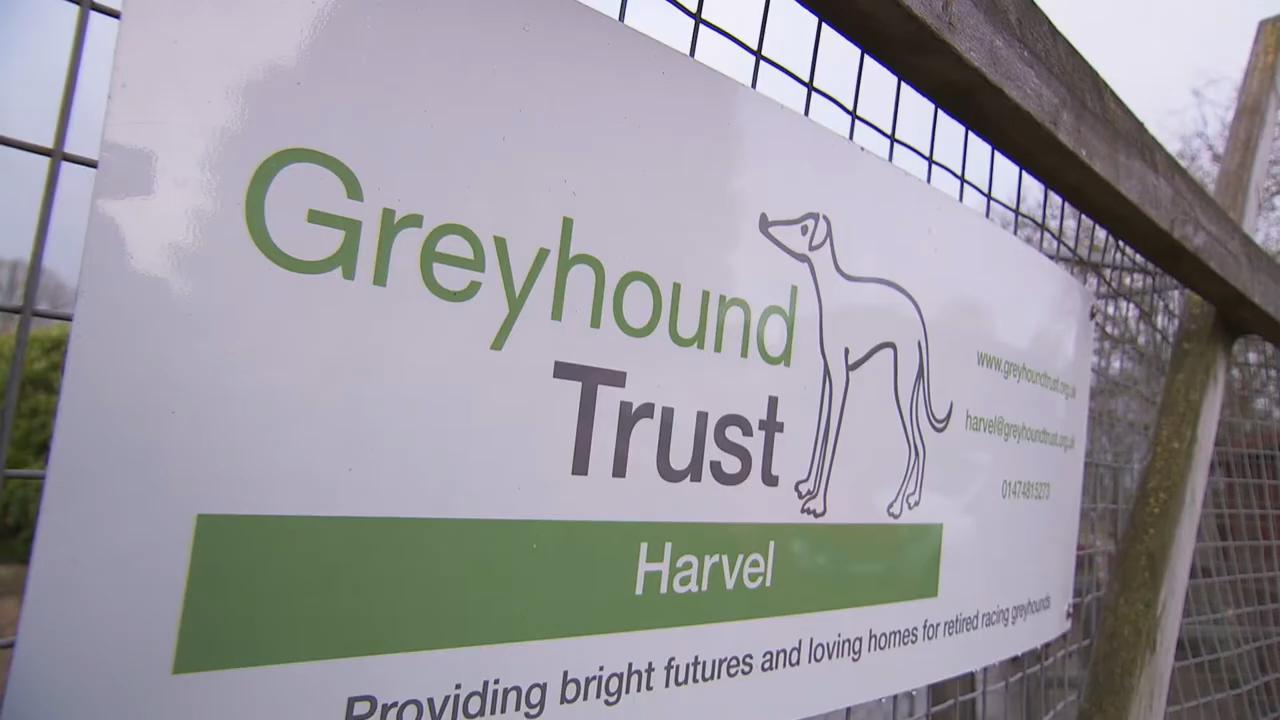 Greyhound
Trust
www.greyhoundtrust.org.uk
harvel@greyhoundtrust.org.uk
01474815273
Harvel
Providing bright futures and loving homes for retired racing greyhounds